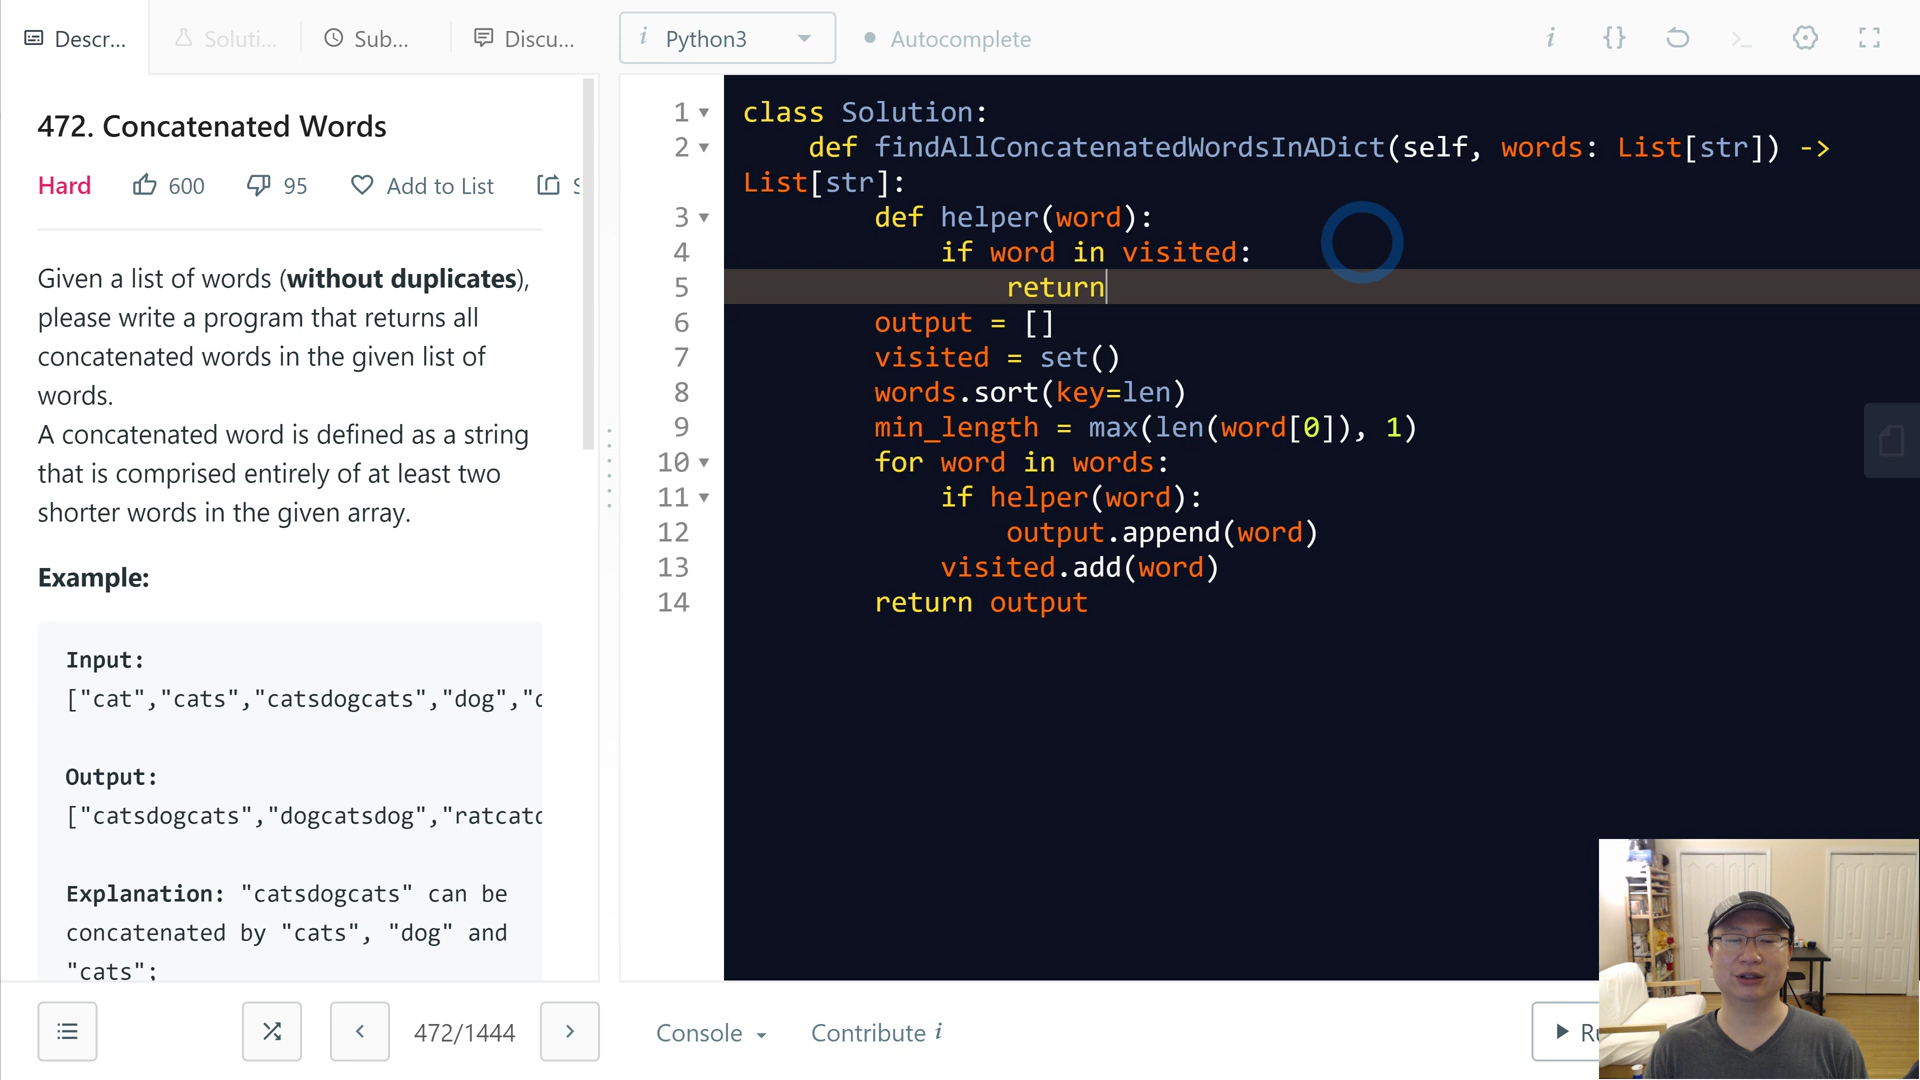 Descr...
Soluti...
Sub...
Discu...
i Python3
Autocomplete
i {} >_
472. Concatenated Words
Hard 600 95 Add to List S
Given a list of words (without duplicates),
please write a program that returns all
concatenated words in the given list of
words.
A concatenated word is defined as a string
that is comprised entirely of at least two
shorter words in the given array.
Example:
Input:
["cat","cats","catsdogcats","dog","d
Output:
["catsdogcats","dogcatsdog","ratcatd
Explanation: "catsdogcats" can be
concatenated by "cats", "dog" and
"cats";
472/1444
1 class Solution:
2 def findAllConcatenatedWordsInADict(self, words: List[str]) ->
List[str]:
3 def helper(word):
4 if word in visited:
5 return
6 output = []
7 visited = set()
8 words.sort(key=len)
9 min_length = max(len(word[0]), 1)
10 for word in words:
11 if helper(word):
12 output.append(word)
13 visited.add(word)
14 return output
Console
Contribute i
Ru